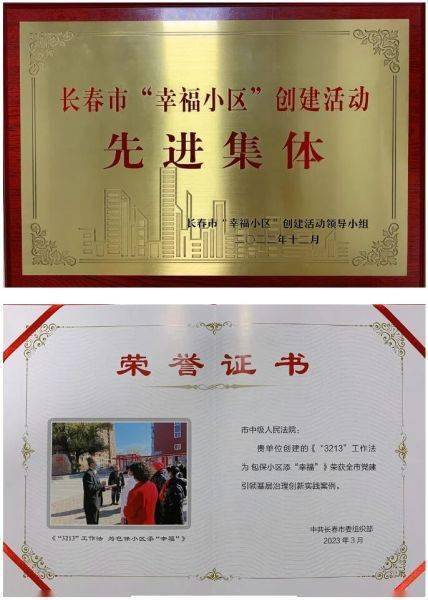 长春市“幸福小区”创建活动
先进集体
长春市“幸福小区”创建活动领导小组
二〇二二年十二月
荣誉证书
市中级人民法院：
贵单位创建的《“3213”工作法
为包保小区添“幸福”》荣获全市党建
引领基层治理创新实践案例。
《“3213”工作法 为包保小区添“幸福”》
中共长春市委组织部
2023年3月